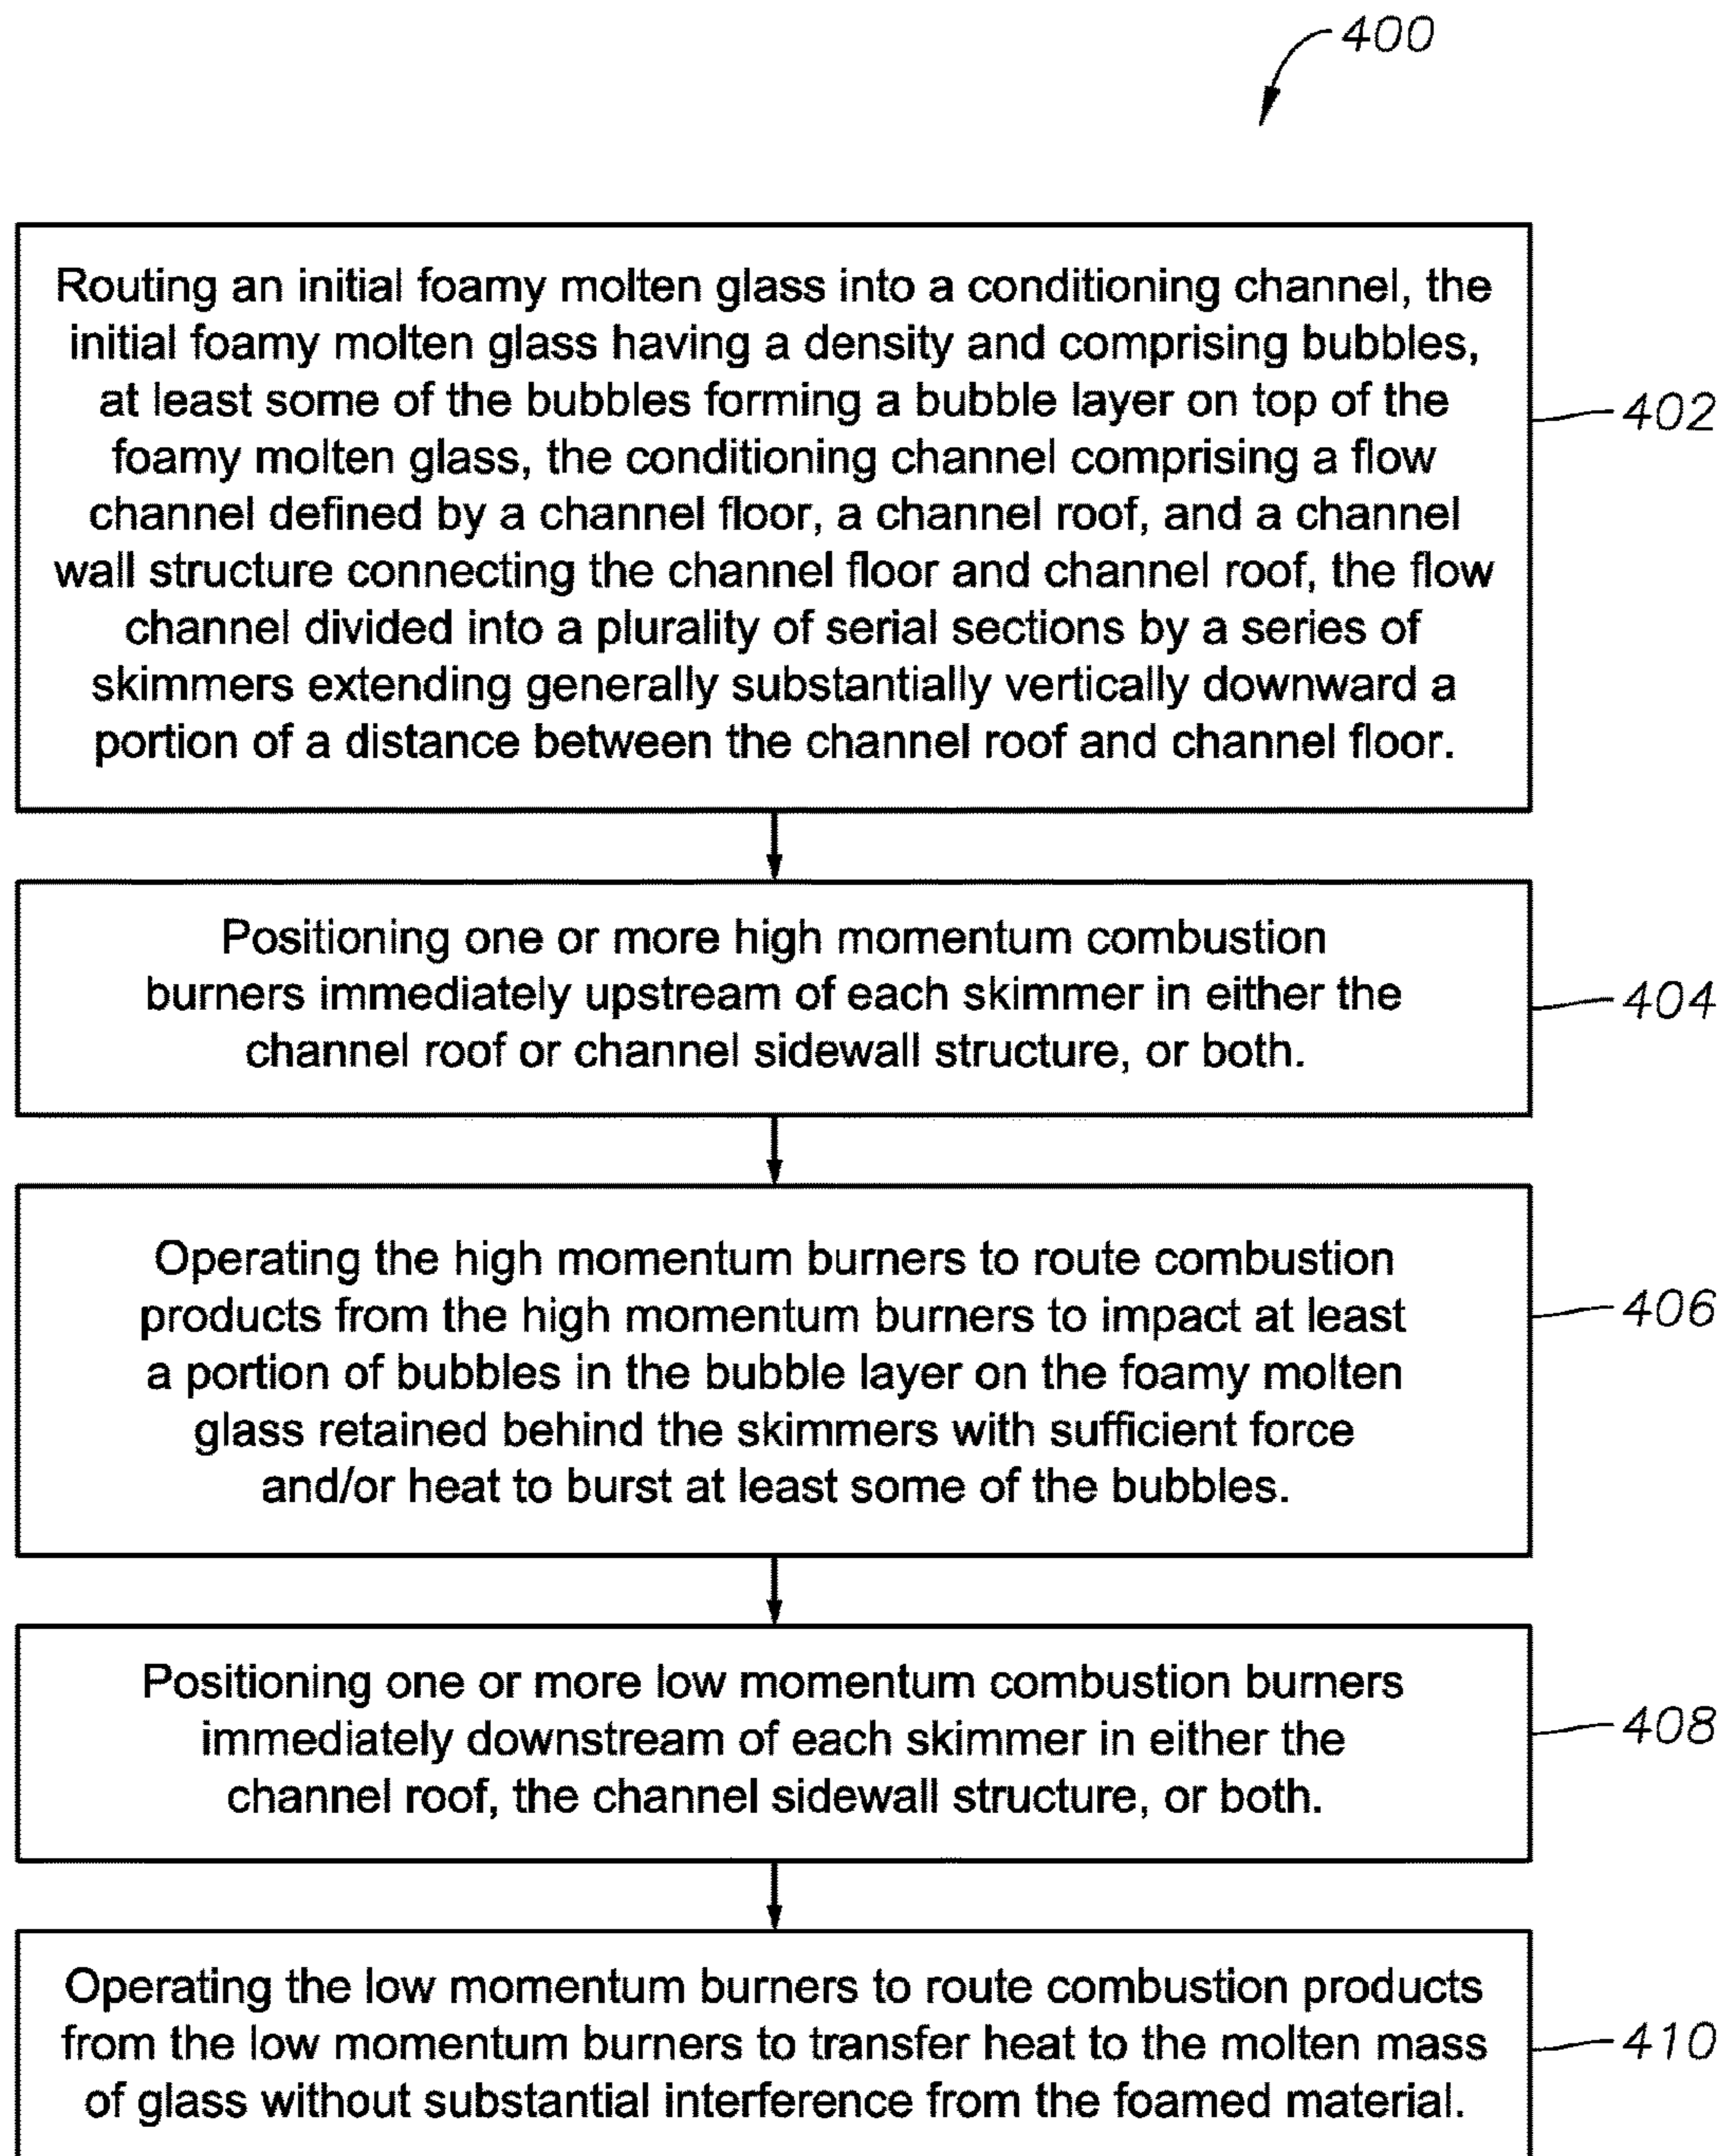 400
Routing an initial foamy molten glass into a conditioning channel, the
initial foamy molten glass having a density and comprising bubbles,
at least some of the bubbles forming a bubble layer on top of the
foamy molten glass, the conditioning channel comprising a flow
channel defined by a channel floor, a channel roof, and a channel
wall structure connecting the channel floor and channel roof, the flow
channel divided into a plurality of serial sections by a series of
skimmers extending generally substantially vertically downward a
portion of a distance between the channel roof and channel floor.
402
Positioning one or more high momentum combustion
burners immediately upstream of each skimmer in either the
channel roof or channel sidewall structure, or both.
404
Operating the high momentum burners to route combustion
products from the high momentum burners to impact at least
a portion of bubbles in the bubble layer on the foamy molten
glass retained behind the skimmers with sufficient force
and/or heat to burst at least some of the bubbles.
406
Positioning one or more low momentum combustion burners
immediately downstream of each skimmer in either the
channel roof, the channel sidewall structure, or both.
408
Operating the low momentum burners to route combustion products
from the low momentum burners to transfer heat to the molten mass
of glass without substantial interference from the foamed material.
410